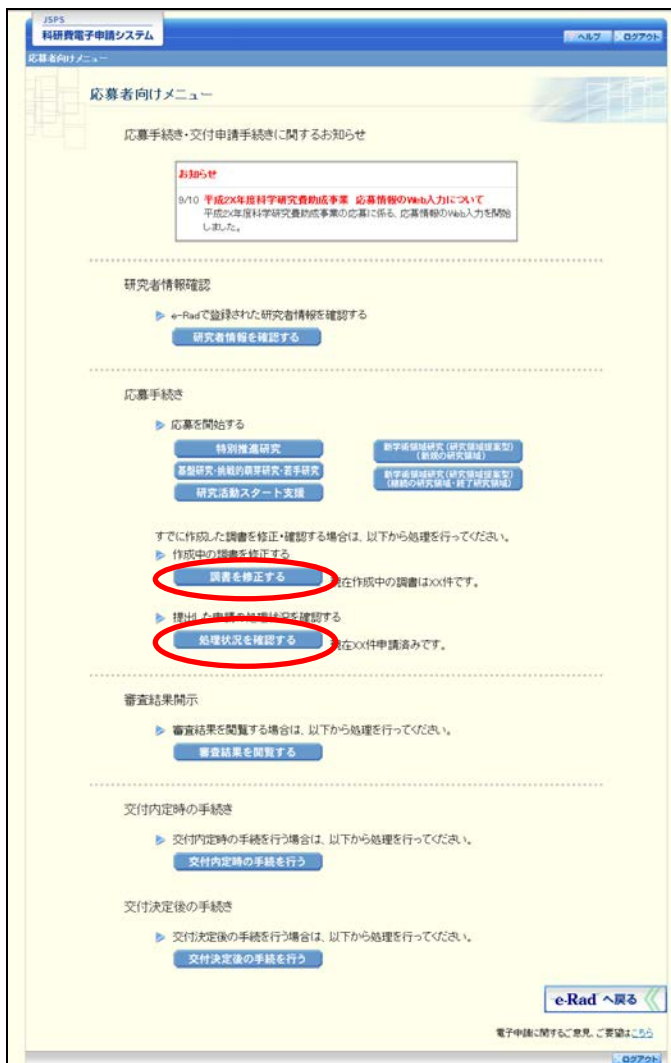 JSPS
科研費電子申請システム
ヘルプ ログアウト
応募者向けメニュー
応募者向けメニュー
応募手続き・交付申請手続きに関するお知らせ
お知らせ
9/10 平成2X年度科学研究費助成事業 応募情報のWeb入力について
平成2X年度科学研究費助成事業の応募に係る、応募情報のWeb入力を開始
しました。
研究者情報確認
e-Radで登録された研究者情報を確認する
研究者情報を確認する
応募手続き
応募を開始する
特別推進研究
基盤研究・挑戦的萌芽研究・若手研究
研究活動スタート支援
新学術領域研究(研究領域提案型)
(新規の研究領域)
新学術領域研究(研究領域提案型)
(継続の研究領域・終了研究領域)
すでに作成した調書を修正・確認する場合は、以下から処理を行ってください。
作成中の調書を修正する
調書を修正する 現在作成中の調書はXX件です。
提出した申請の処理状況を確認する
処理状況を確認する 現在XX件申請済みです。
審査結果開示
審査結果を閲覧する場合は、以下から処理を行ってください。
審査結果を閲覧する
交付内定時の手続き
交付内定時の手続を行う場合は、以下から処理を行ってください。
交付内定時の手続を行う
交付決定後の手続き
交付決定後の手続を行う場合は、以下から処理を行ってください。
交付決定後の手続を行う
e-Rad へ戻る
電子申請に関するご意見、ご要望はこちら
ログアウト